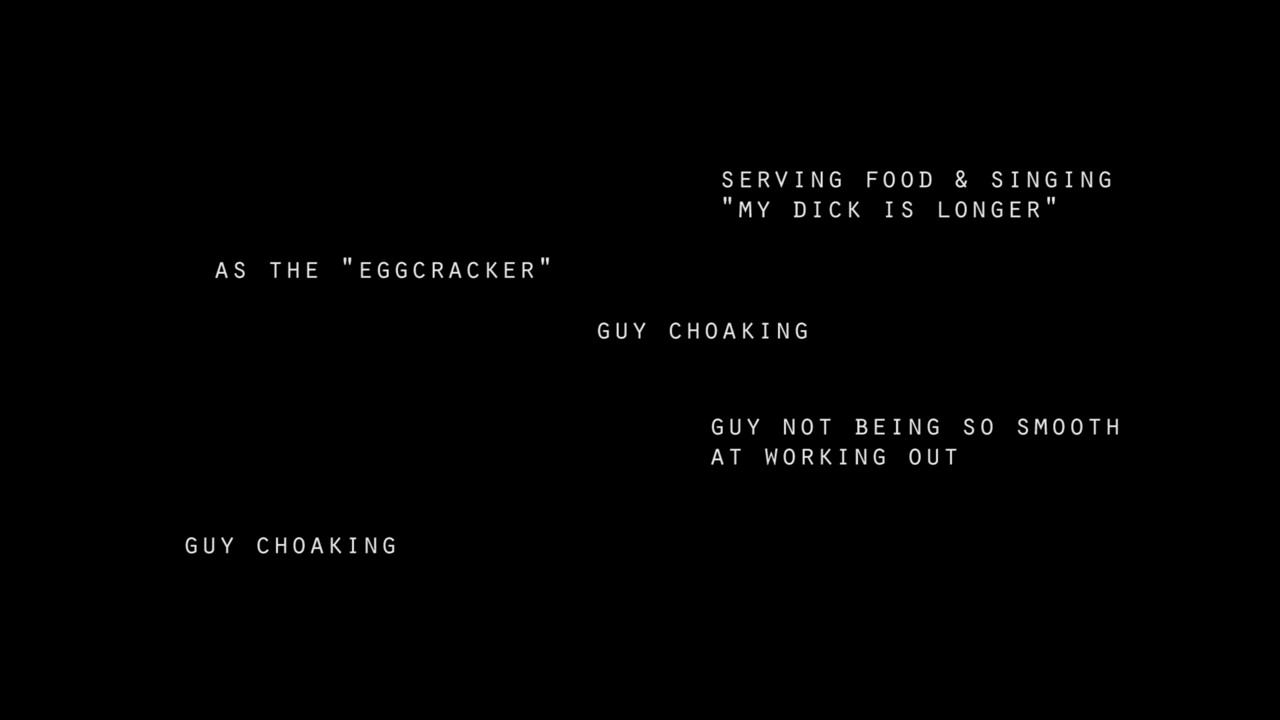 SERVING FOOD & SINGING
"MY DICK IS LONGER"
AS THE "EGGCRACKER"
GUY CHOAKING
GUY NOT BEING SO SMOOTH
AT WORKING OUT
GUY CHOAKING